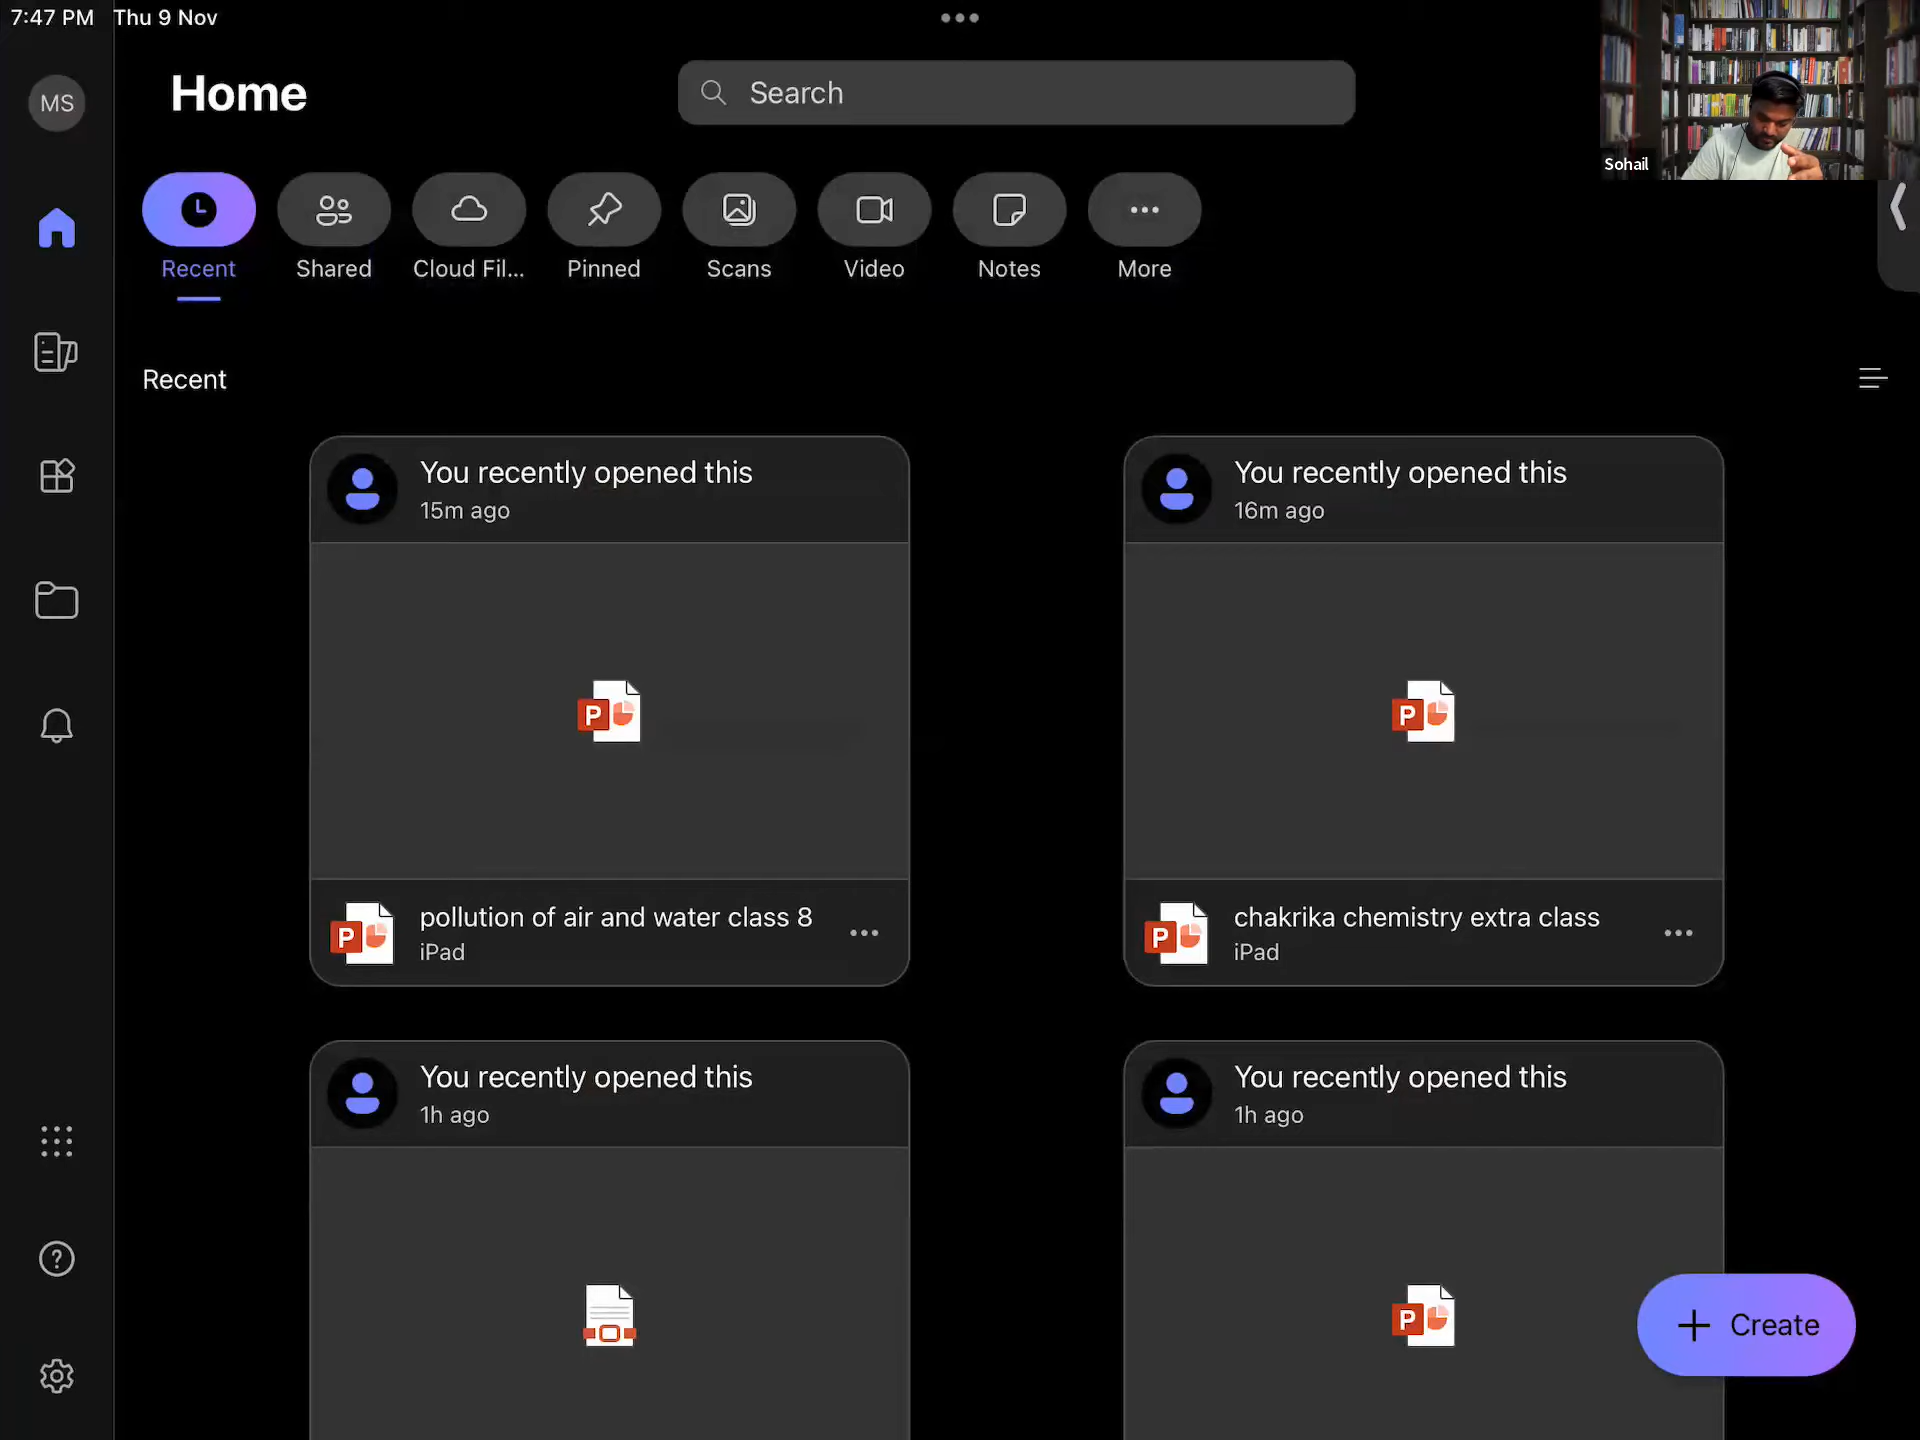 7:47 PM Thu 9 Nov
MS
Home
Search
Sohail
Recent
Shared
Cloud Fil...
Pinned
Scans
Video
Notes
More
Recent
You recently opened this
15m ago
You recently opened this
16m ago
P
P
P
pollution of air and water class 8
iPad
P
chakrika chemistry extra class
iPad
You recently opened this
1h ago
You recently opened this
1h ago
P
+ Create